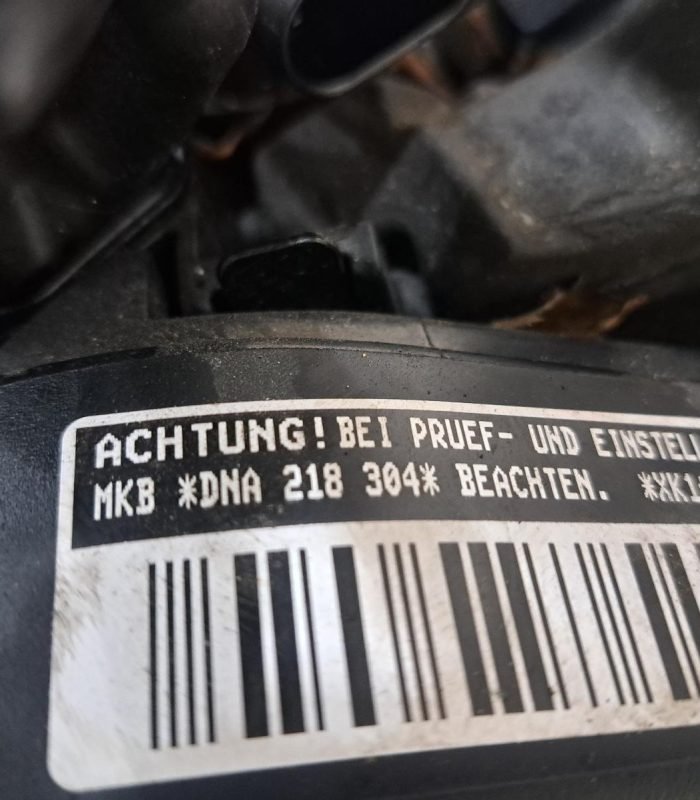 ACHTUNG! BEI PRUEF- UND
MKB *DNA 218 304* BEACHTEN.